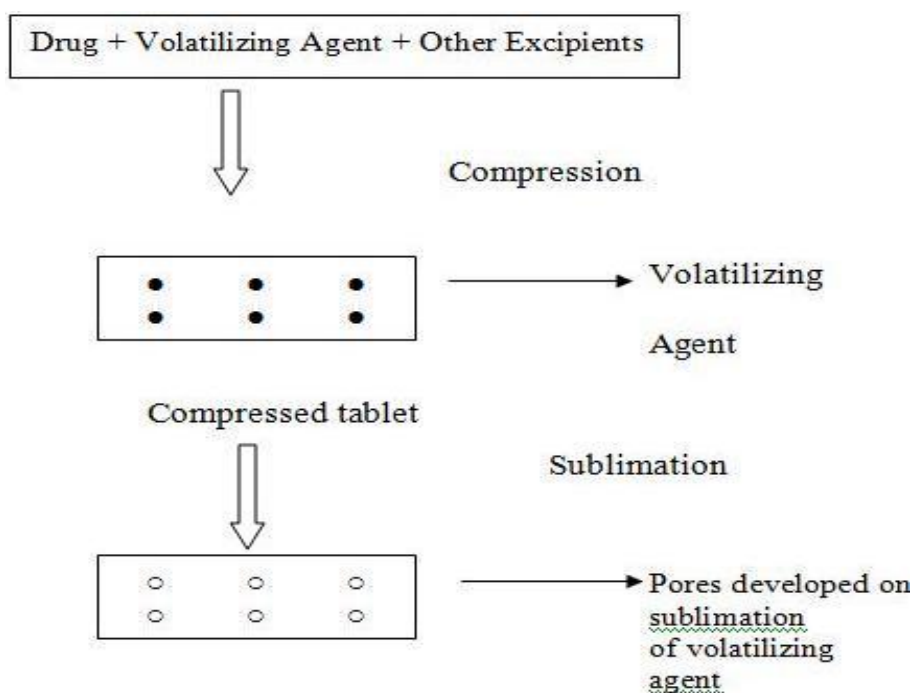 Drug + Volatilizing Agent + Other Excipients
Compression
Volatilizing
Agent
Compressed tablet
Sublimation
Pores developed on
sublimation
of volatilizing
agent